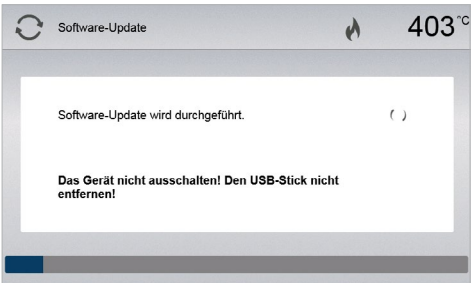 Software-Update
403 °C
Software-Update wird durchgeführt.
Das Gerät nicht ausschalten! Den USB-Stick nicht
entfernen!